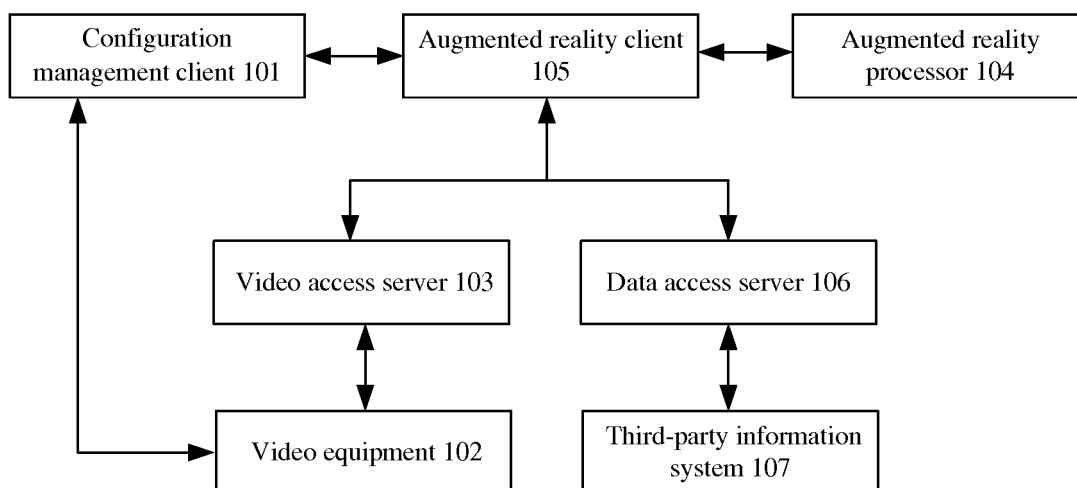 Configuration
management client 101
Augmented reality client
105
Augmented reality
processor 104
Video access server 103
Data access server 106
Video equipment 102
Third-party information
system 107